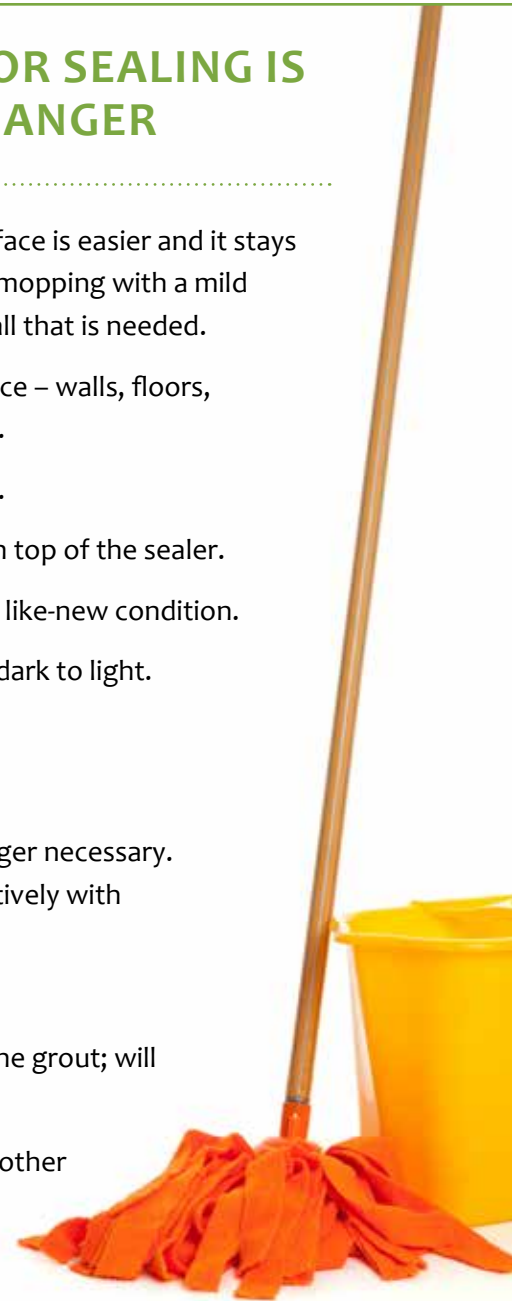 OR SEALING IS
ANGER
face is easier and it stays
mopping with a mild
all that is needed.
ce – walls, floors,
.
.
n top of the sealer.
like-new condition.
dark to light.
ger necessary.
tively with
he grout; will
other